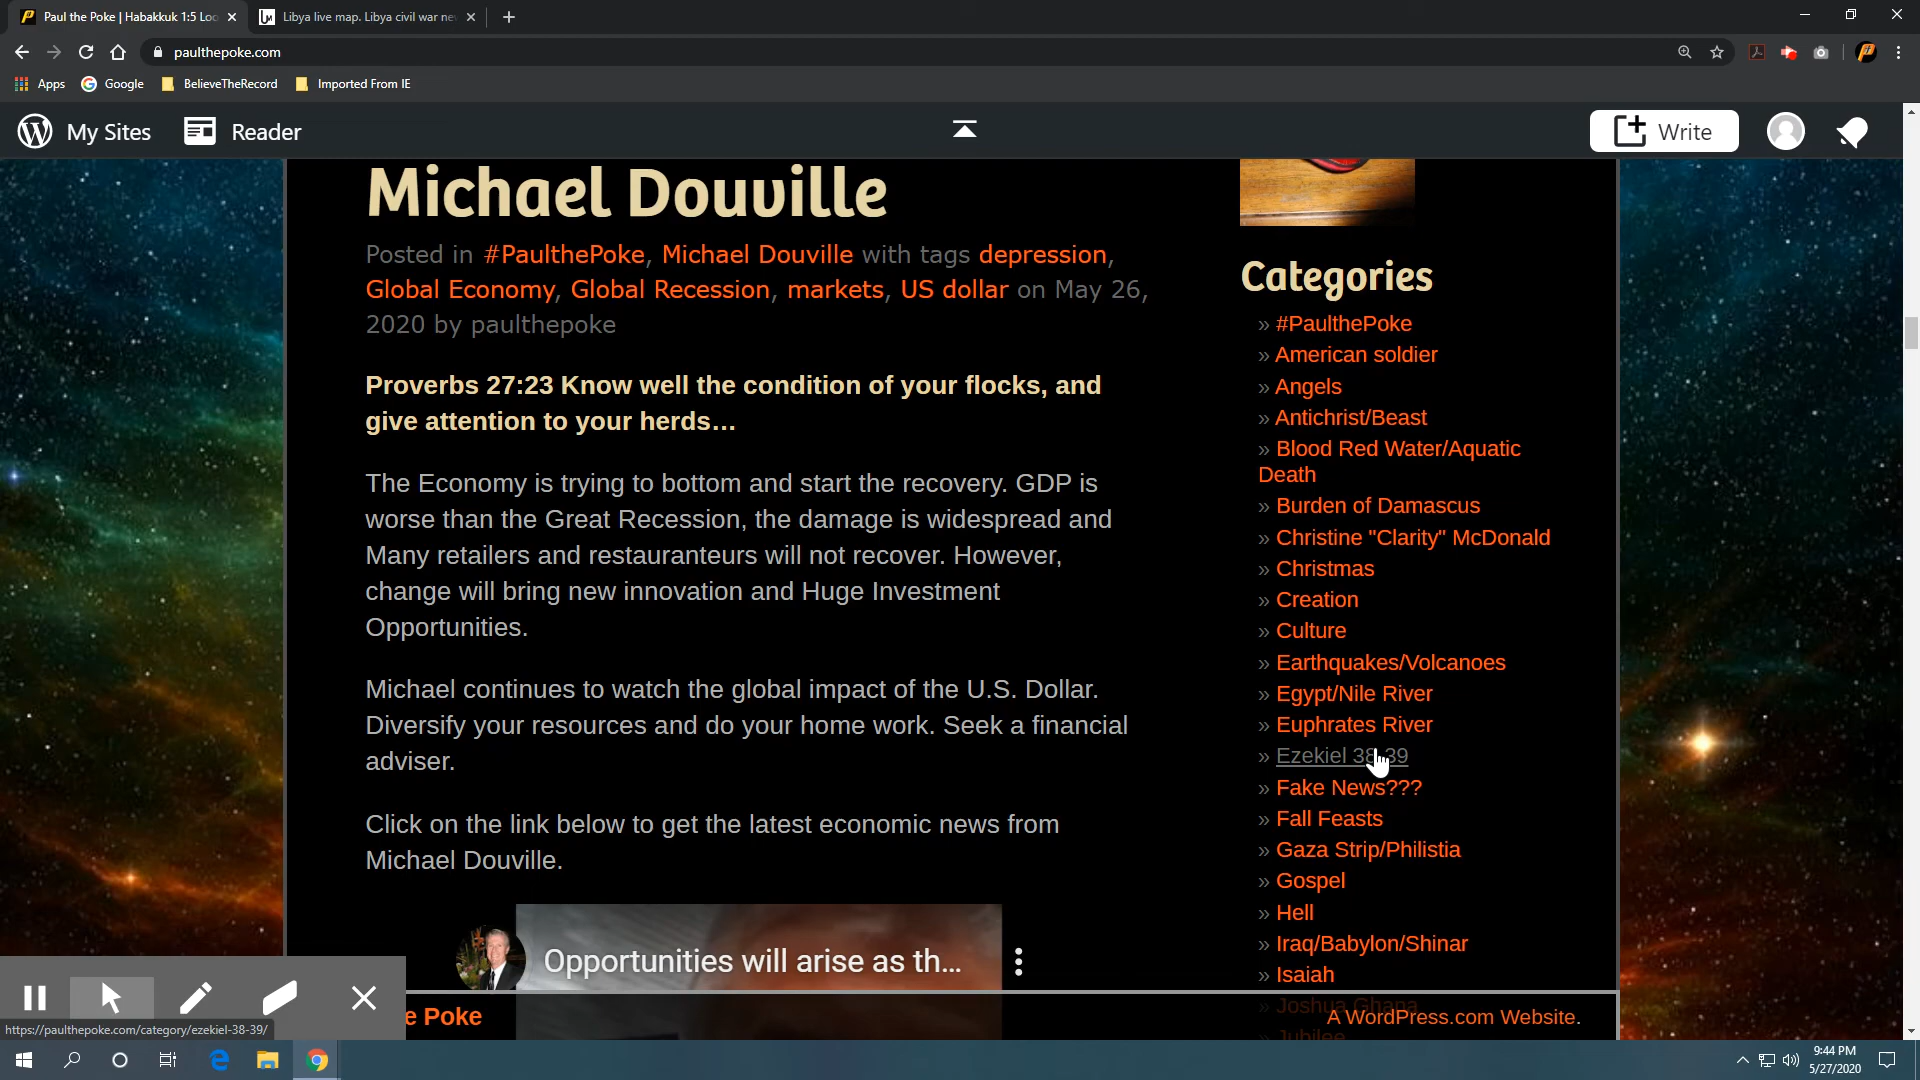 Paul the Poke | Habakkuk 1:5 Loo
Libya live map. Libya civil war ne
paulthepoke.com
Apps
Google
BelieveTheRecord
Imported From IE
My Sites
Reader
Write
Michael Douville
Posted in #PaulthePoke, Michael Douville with tags depression,
Global Economy, Global Recession, markets, US dollar on May 26,
2020 by paulthepoke
Proverbs 27:23 Know well the condition of your flocks, and
give attention to your herds…
The Economy is trying to bottom and start the recovery. GDP is
worse than the Great Recession, the damage is widespread and
Many retailers and restauranteurs will not recover. However,
change will bring new innovation and Huge Investment
Opportunities.
Michael continues to watch the global impact of the U.S. Dollar.
Diversify your resources and do your home work. Seek a financial
adviser.
Click on the link below to get the latest economic news from
Michael Douville.
Opportunities will arise as th...
Categories
» #PaulthePoke
» American soldier
» Angels
» Antichrist/Beast
» Blood Red Water/Aquatic
Death
» Burden of Damascus
» Christine "Clarity" McDonald
» Christmas
» Creation
» Culture
» Earthquakes/Volcanoes
» Egypt/Nile River
» Euphrates River
» Ezekiel 38-39
» Fake News???
» Fall Feasts
» Gaza Strip/Philistia
» Gospel
» Hell
» Iraq/Babylon/Shinar
» Isaiah
» Joshua Ghana
» Jubilee
e Poke
A WordPress.com Website.
https://paulthepoke.com/category/ezekiel-38-39/
9:44 PM
5/27/2020